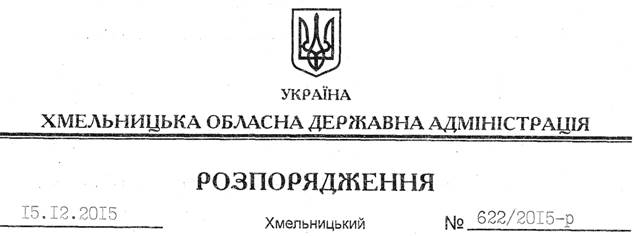 УКРАЇНА
ХМЕЛЬНИЦЬКА ОБЛАСНА ДЕРЖАВНА АДМІНІСТРАЦІЯ
РОЗПОРЯДЖЕННЯ
15.12.2015 Хмельницький № 622/2015-р